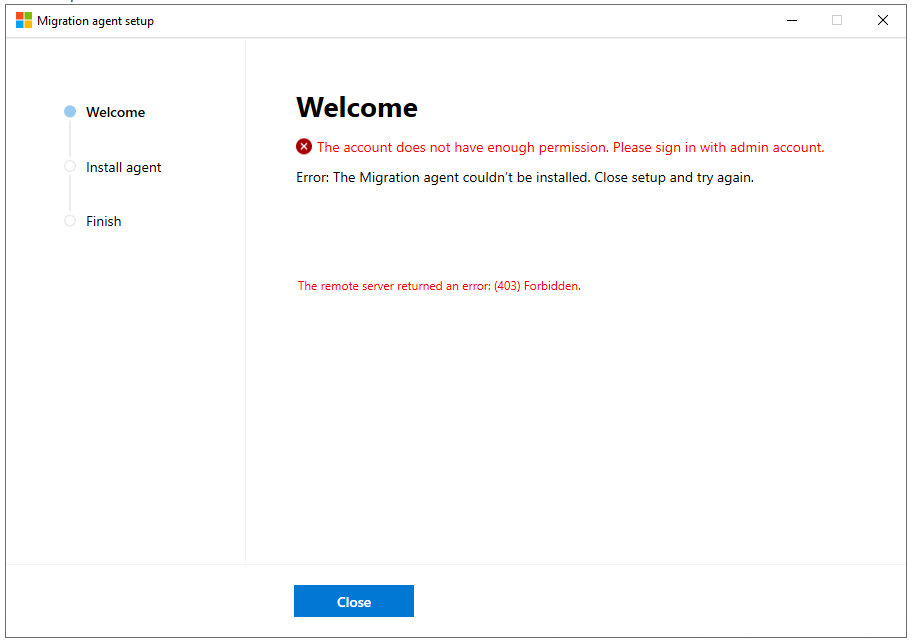 Migration agent setup
Welcome
Install agent
Finish
Welcome
The account does not have enough permission. Please sign in with admin account.
Error: The Migration agent couldn't be installed. Close setup and try again.
The remote server returned an error: (403) Forbidden.
Close